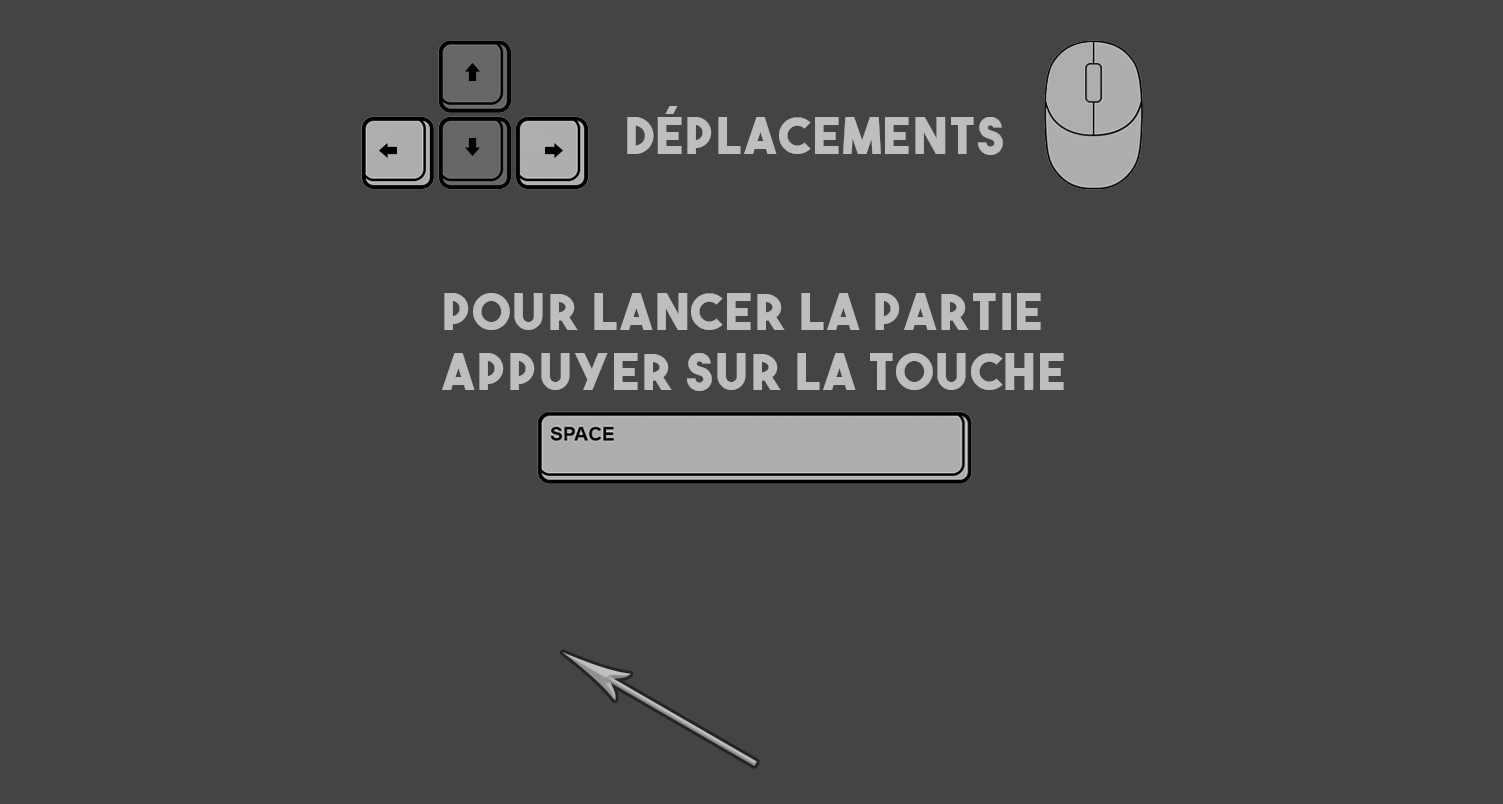 DÉPLACEMENTS
POUR LANCER LA PARTIE
APPUYER SUR LA TOUCHE
SPACE